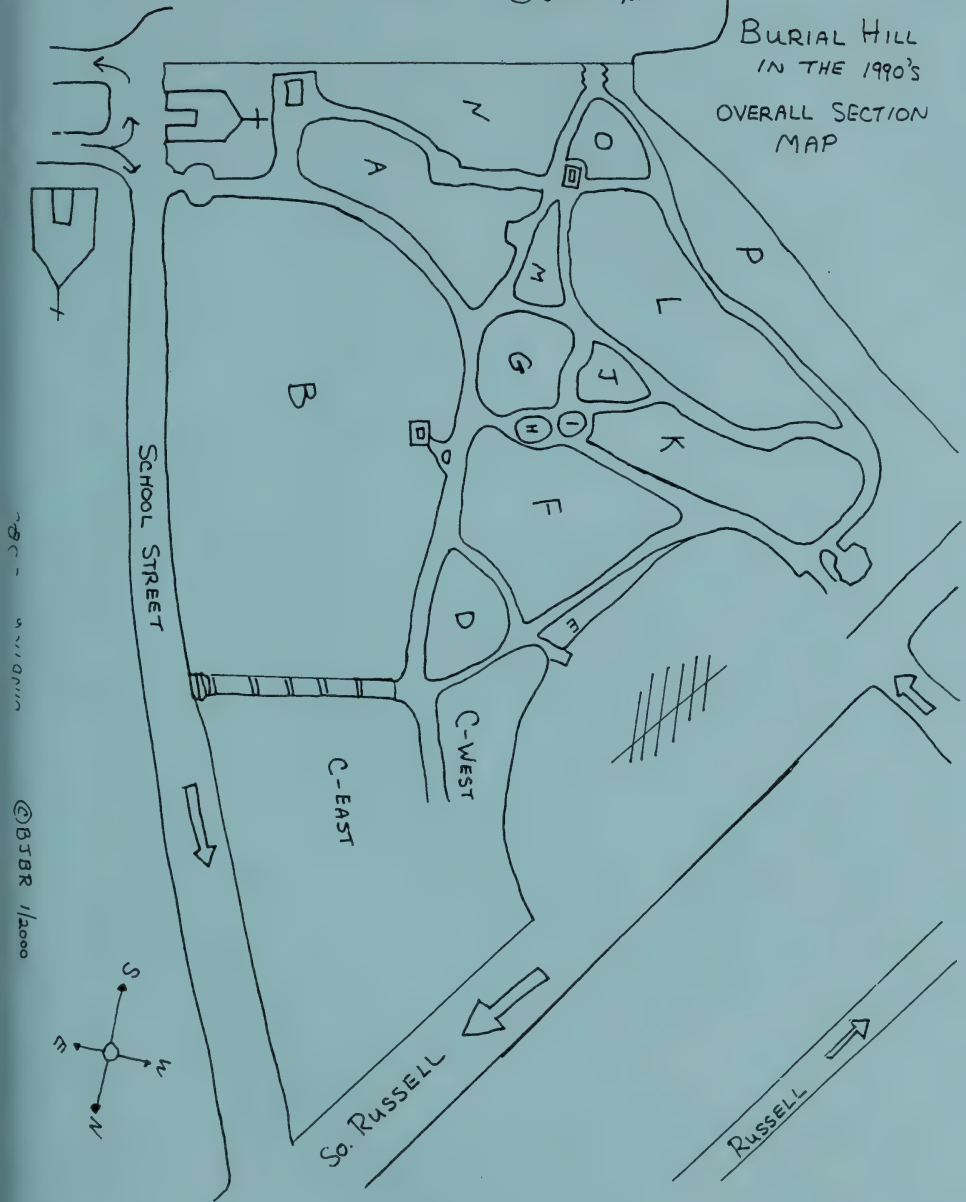 BURIAL HILL
IN THE 1990'S
OVERALL SECTION
MAP
N
O
A
P
M
L
G
J
B
H
I
K
F
D
E
C-WEST
C-EAST
SCHOOL STREET
So. RUSSELL
RUSSELL
©BJBR 1/2000
S
E
W
N